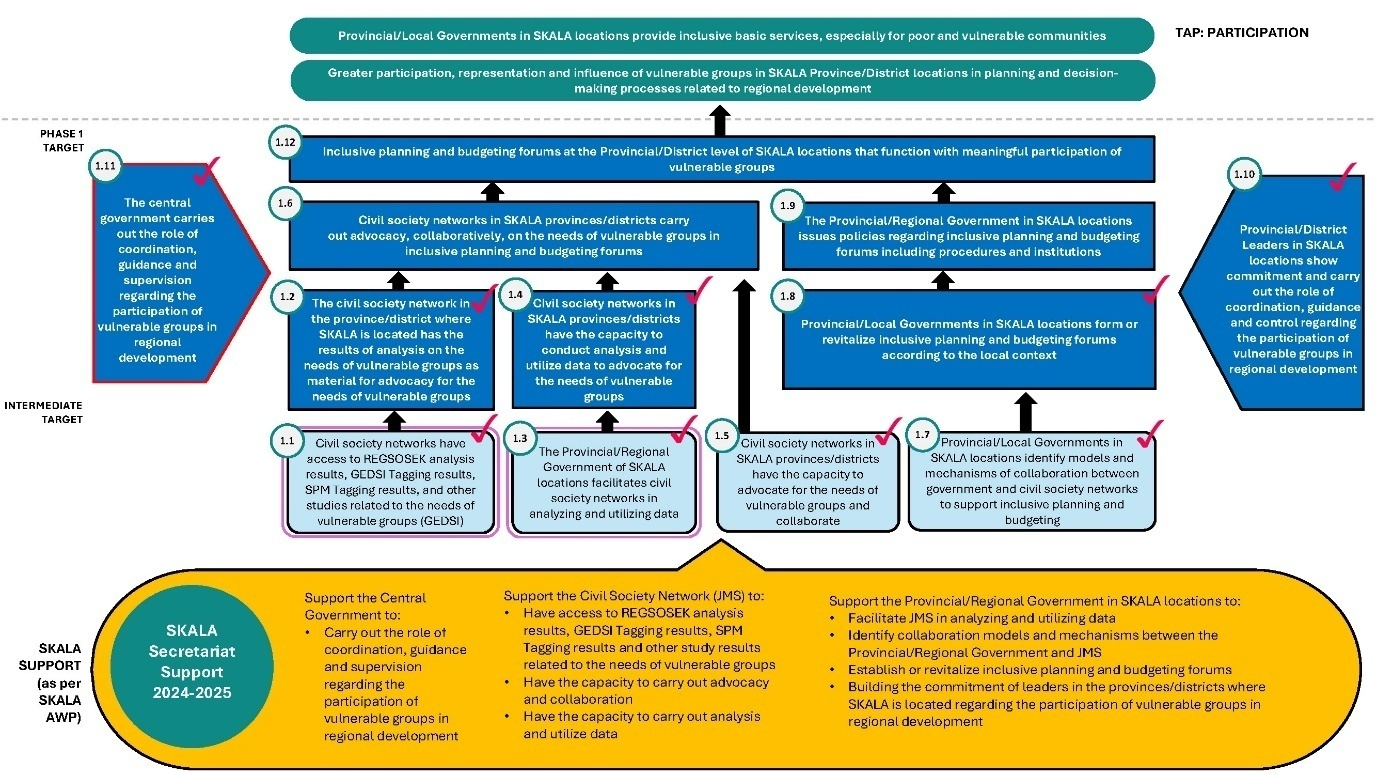 Provincial/Local Governments in SKALA locations provide inclusive basic services, especially for poor and vulnerable communities
TAP: PARTICIPATION
Greater participation, representation and influence of vulnerable groups in SKALA Province/District locations in planning and decision-
making processes related to regional development
PHASE 1
TARGET
1.12
Inclusive planning and budgeting forums at the Provincial/District level of SKALA locations that function with meaningful participation of
vulnerable groups
1.11
The central
government carries
out the role of
coordination,
guidance and
supervision
regarding the
participation of
vulnerable groups in
regional
development
1.6
Civil society networks in SKALA provinces/districts carry
out advocacy, collaboratively, on the needs of vulnerable groups in
inclusive planning and budgeting forums
1.9
The Provincial/Regional Government in SKALA locations
issues policies regarding inclusive planning and budgeting
forums including procedures and institutions
1.10
Provincial/District
Leaders in SKALA
locations show
commitment and carry
out the role of
coordination, guidance
and control regarding
the participation of
vulnerable groups in
regional development
1.2
The civil society network in
the province/district where
SKALA is located has the
results of analysis on the
needs of vulnerable groups as
material for advocacy for the
needs of vulnerable groups
1.4
Civil society networks in
SKALA provinces/districts
have the capacity to
conduct analysis and
utilize data to advocate for
the needs of vulnerable
groups
1.8
Provincial/Local Governments in SKALA locations form or
revitalize inclusive planning and budgeting forums
according to the local context
INTERMEDIATE
TARGET
1.1
Civil society networks have
access to REGSOSEK analysis
results, GEDSI Tagging results,
SPM Tagging results, and other
studies related to the needs of
vulnerable groups (GEDSI)
1.3
The Provincial/Regional
Government of SKALA
locations facilitates civil
society networks in
analyzing and utilizing data
1.5
Civil society networks in
SKALA provinces/districts
have the capacity to
advocate for the needs of
vulnerable groups and
collaborate
1.7
Provincial/Local Governments in
SKALA locations identify models and
mechanisms of collaboration between
government and civil society networks
to support inclusive planning and
budgeting
SKALA
SUPPORT
(as per
SKALA
AWP)
SKALA
Secretariat
Support
2024-2025
Support the Central
Government to:
• Carry out the role of
coordination, guidance
and supervision
regarding the
participation of
vulnerable groups in
regional development
Support the Civil Society Network (JMS) to:
• Have access to REGSOSEK analysis
results, GEDSI Tagging results, SPM
Tagging results and other study results
related to the needs of vulnerable groups
• Have the capacity to carry out advocacy
and collaboration
• Have the capacity to carry out analysis
and utilize data
Support the Provincial/Regional Government in SKALA locations to:
• Facilitate JMS in analyzing and utilizing data
• Identify collaboration models and mechanisms between the
Provincial/Regional Government and JMS
• Establish or revitalize inclusive planning and budgeting forums
• Building the commitment of leaders in the provinces/districts where
SKALA is located regarding the participation of vulnerable groups in
regional development